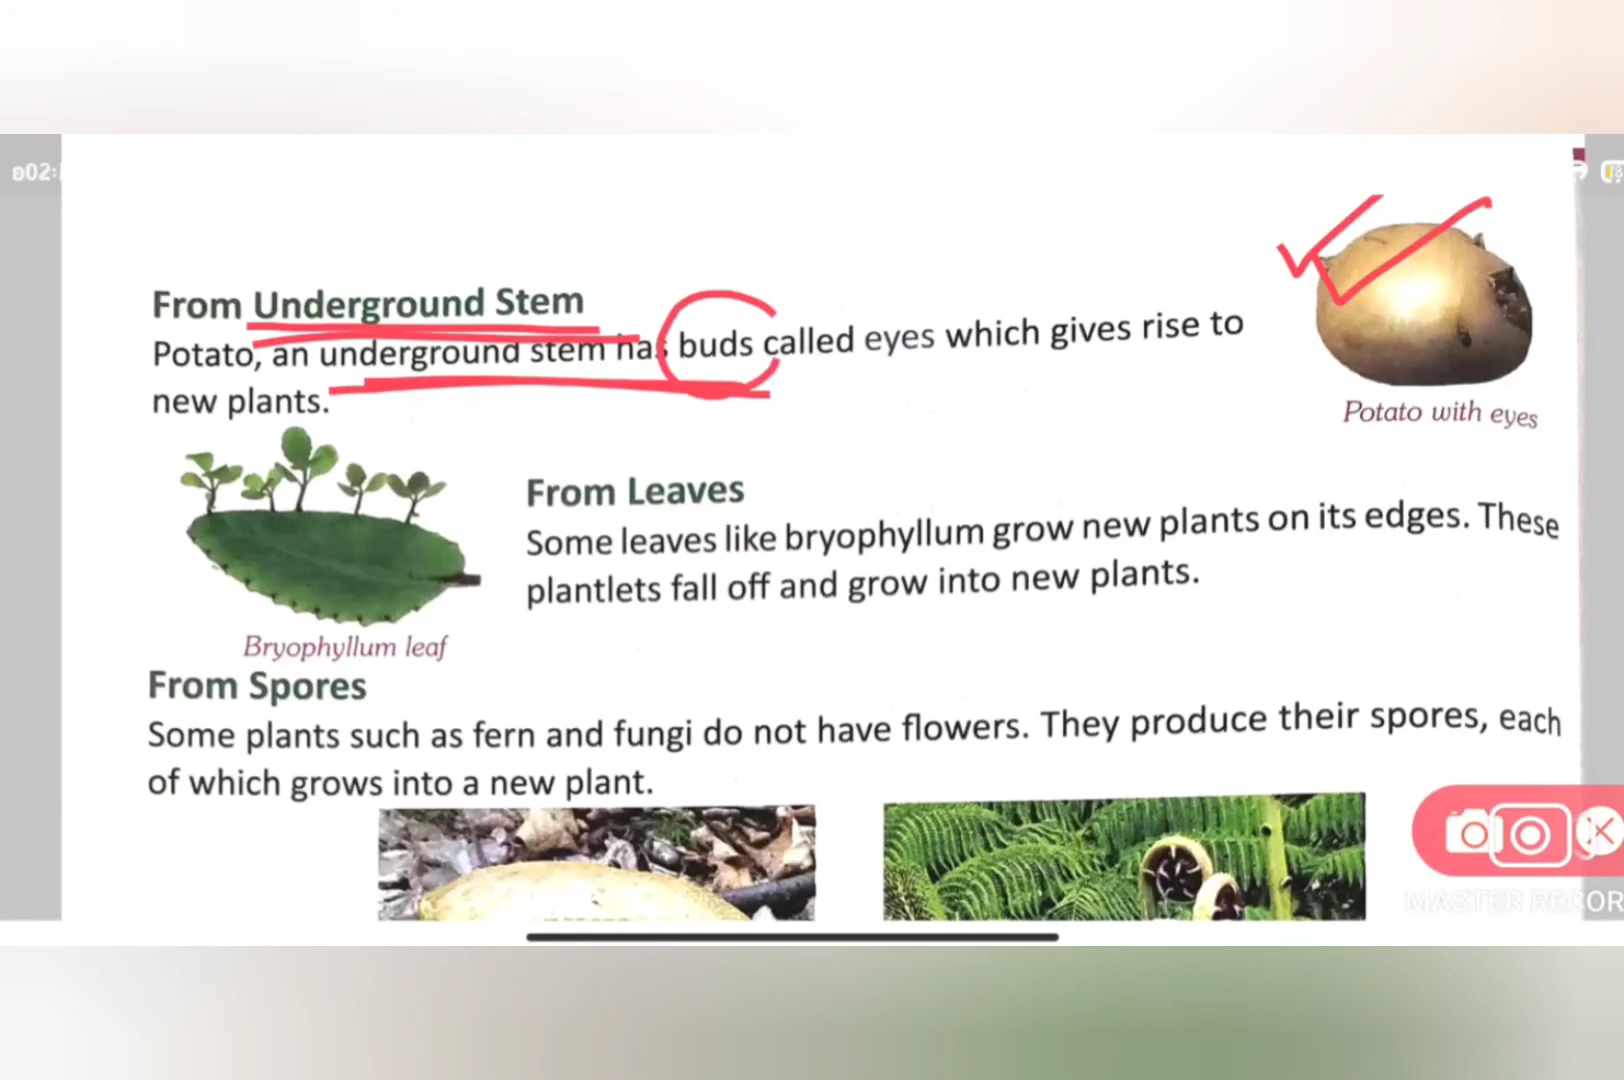 From Underground Stem
Potato, an underground stem has buds called eyes which gives rise to
new plants.
Potato with eyes
From Leaves
Some leaves like bryophyllum grow new plants on its edges. These
plantlets fall off and grow into new plants.
Bryophyllum leaf
From Spores
Some plants such as fern and fungi do not have flowers. They produce their spores, each
of which grows into a new plant.
MASTER RECOR